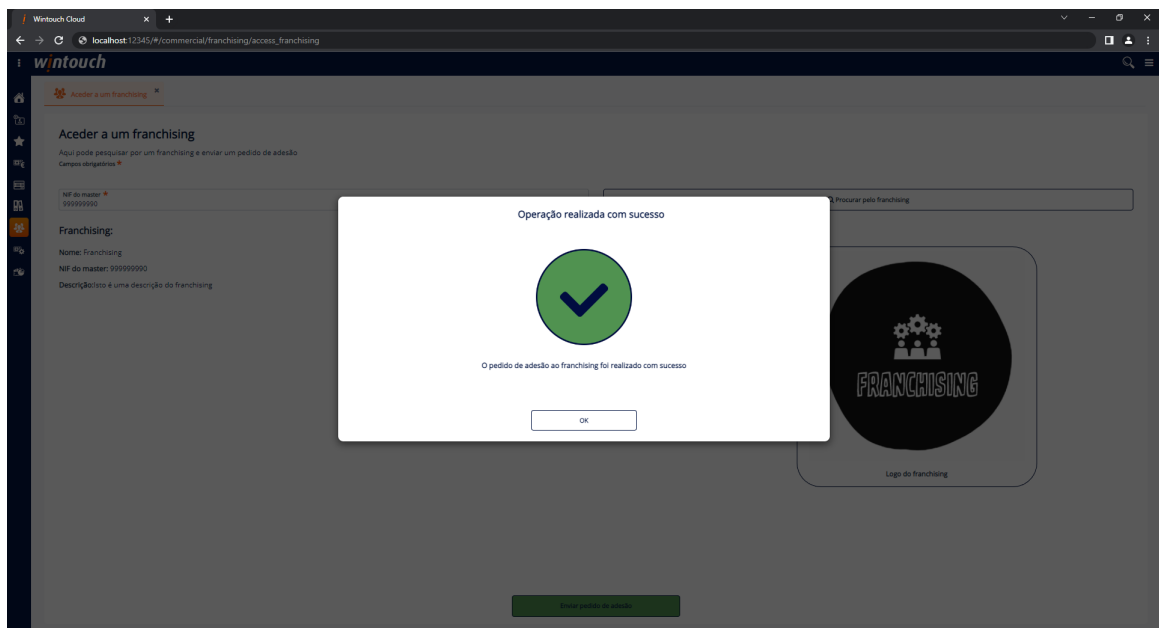 Wintouch Cloud
localhost:12345/#/commercial/franchising/access_franchising
wintouch
Aceder a um franchising
Aceder a um franchising
Aqui pode pesquisar por um franchising e enviar um pedido de adesão
Campos obrigatórios *
NIF do master *
999999990
Procurar pelo franchising
Franchising:
Nome: Franchising
NIF do master: 999999990
Descrição:Isto é uma descrição do franchising
Operação realizada com sucesso
O pedido de adesão ao franchising foi realizado com sucesso
OK
FRANCHISING
Logo do franchising
Enviar pedido de adesão